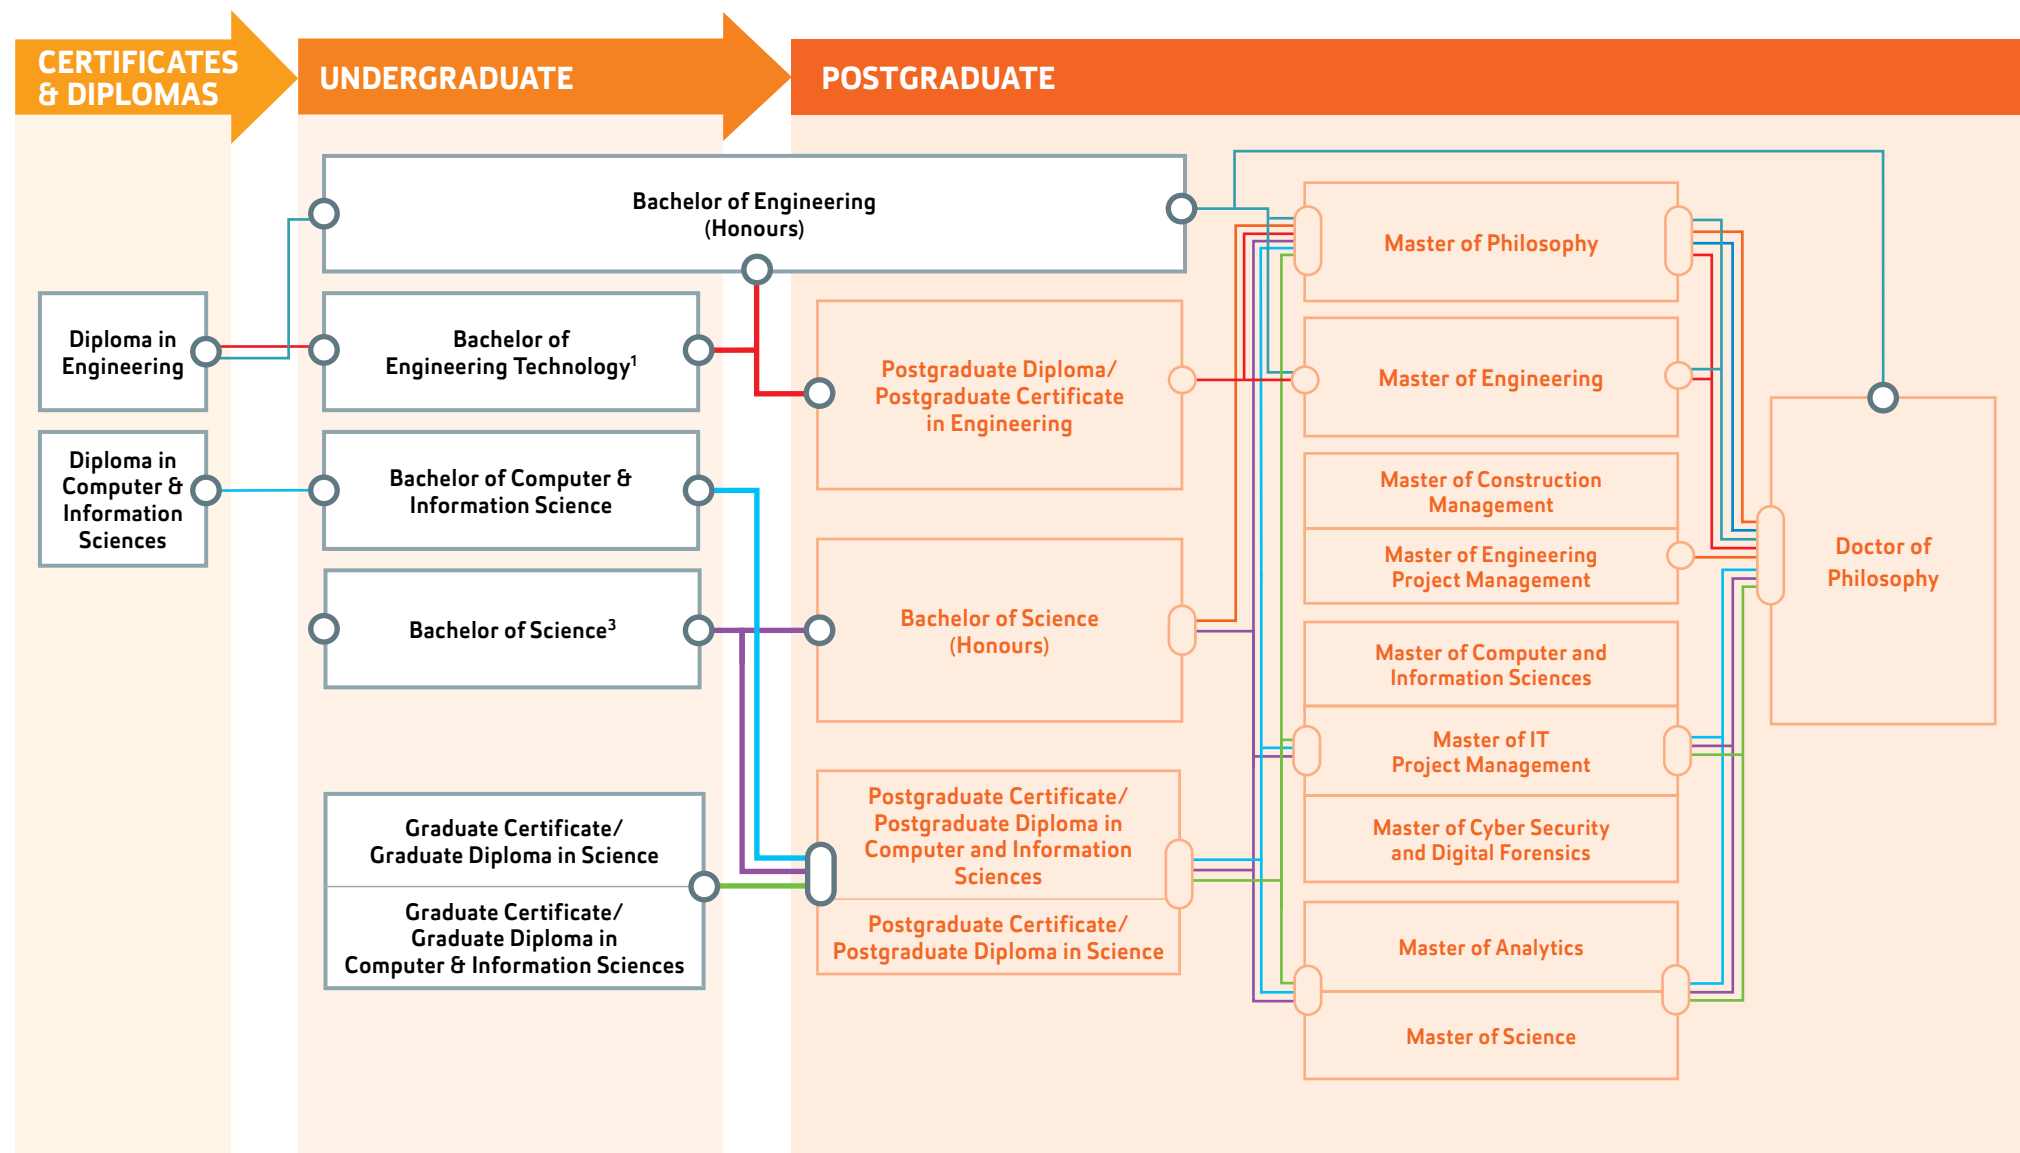 CERTIFICATES
& DIPLOMAS
UNDERGRADUATE
POSTGRADUATE
Diploma in
Engineering
Diploma in
Computer &
Information
Sciences
Bachelor of Engineering
(Honours)
Bachelor of
Engineering Technology¹
Bachelor of Computer &
Information Science
Bachelor of Science³
Graduate Certificate/
Graduate Diploma in Science
Graduate Certificate/
Graduate Diploma in
Computer & Information Sciences
Postgraduate Diploma/
Postgraduate Certificate
in Engineering
Bachelor of Science
(Honours)
Postgraduate Certificate/
Postgraduate Diploma in
Computer and Information
Sciences
Postgraduate Certificate/
Postgraduate Diploma in Science
Master of Philosophy
Master of Engineering
Master of Construction
Management
Master of Engineering
Project Management
Master of Computer and
Information Sciences
Master of IT
Project Management
Master of Cyber Security
and Digital Forensics
Master of Analytics
Master of Science
Doctor of
Philosophy